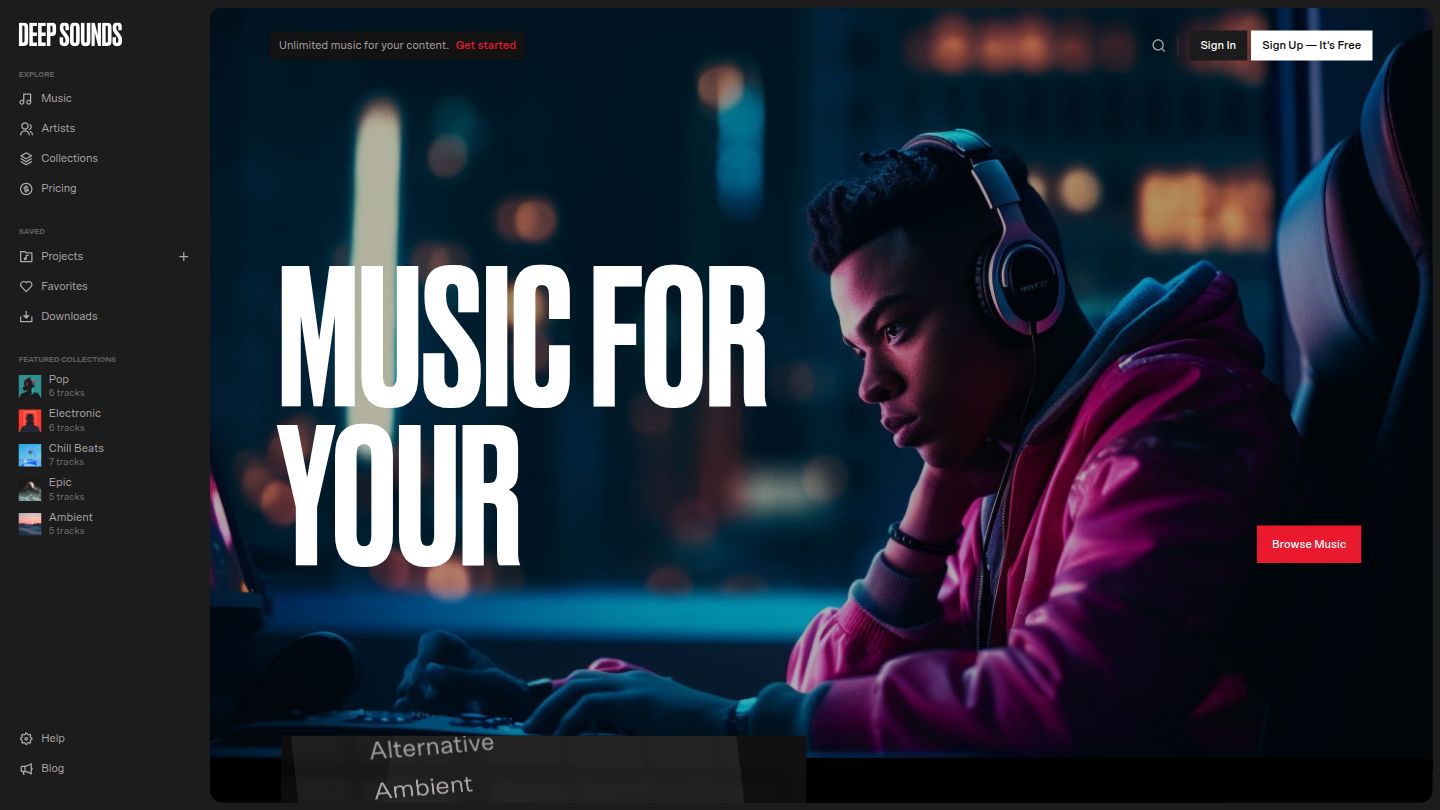 DEEP SOUNDS
EXPLORE
Music
Artists
Collections
Pricing
SAVED
Projects
Favorites
Downloads
FEATURED COLLECTIONS
Pop
6 tracks
Electronic
6 tracks
Chill Beats
7 tracks
Epic
5 tracks
Ambient
5 tracks
Help
Blog
Unlimited music for your content. Get started
Sign In
Sign Up — It's Free
MUSIC FOR
YOUR
Browse Music
Alternative
Ambient